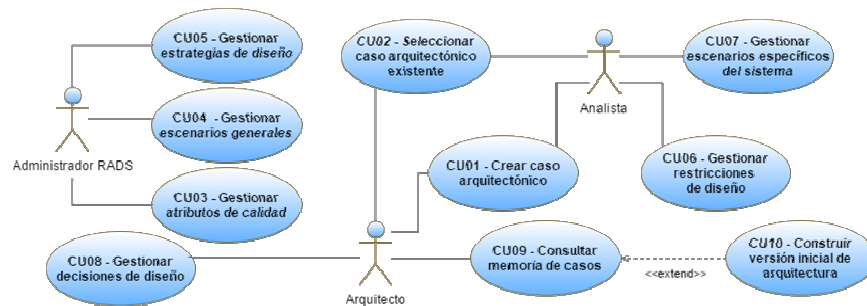 CU05 - Gestionar
estrategias de diseño
CU04 - Gestionar
escenarios generales
Administrador RADS
CU03 - Gestionar
atributos de calidad
CU08 - Gestionar
decisiones de diseño
CU02 - Seleccionar
caso arquitectónico
existente
CU01 - Crear caso
arquitectónico
Arquitecto
CU09 - Consultar
memoría de casos
Analista
CU07 - Gestionar
escenarios específicos
del sistema
CU06 - Gestionar
restricciones
de diseño
<<extend>>
CU10 - Construir
versión inicial de
arquitectura